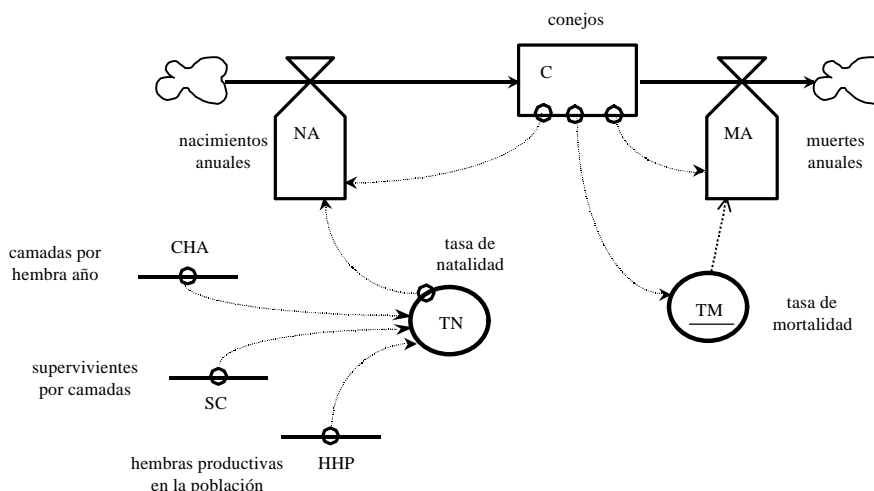 conejos
C
NA
MA
nacimientos
anuales
muertes
anuales
CHA
camadas por
hembra año
tasa de
natalidad
TN
TM
tasa de
mortalidad
supervivientes
por camadas
SC
hembras productivas
en la población
HHP